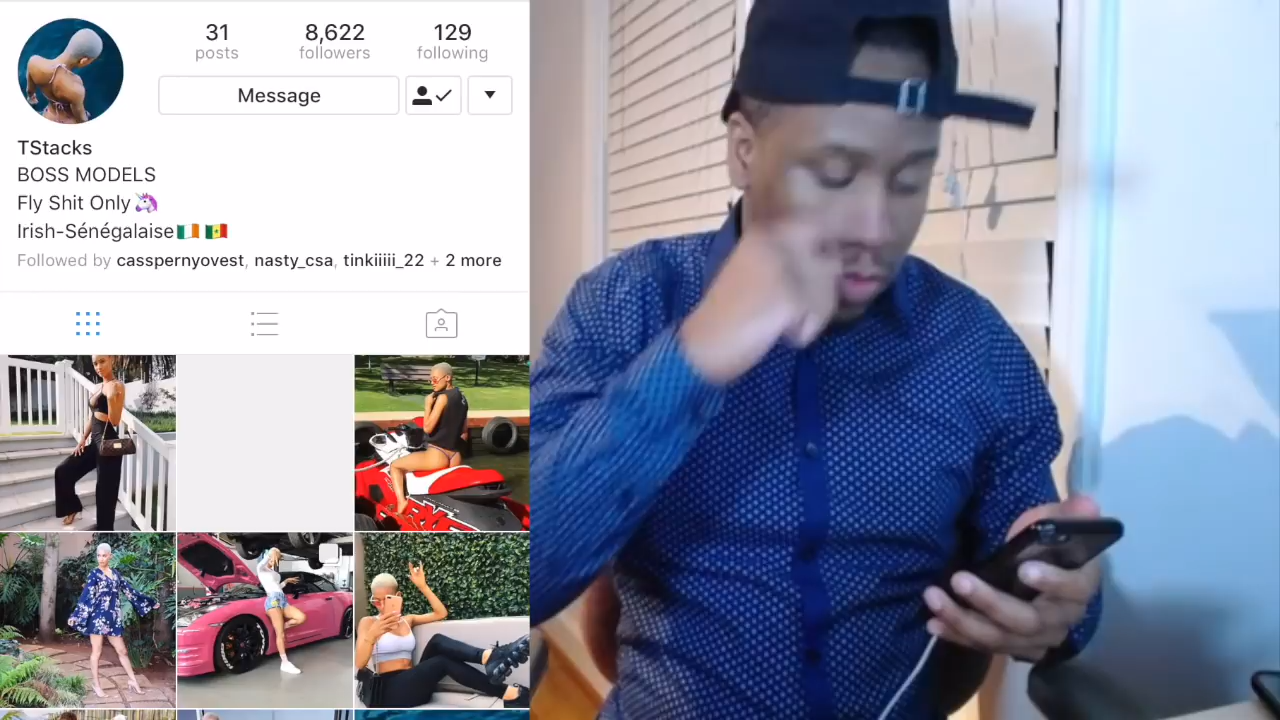 31 8,622 129
posts followers following
Message
TStacks
BOSS MODELS
Fly Shit Only🦄
Irish-Sénégalaise🇮🇪 🇸🇳
Followed by casspernyovest, nasty_csa, tinkiiiii_22 + 2 more